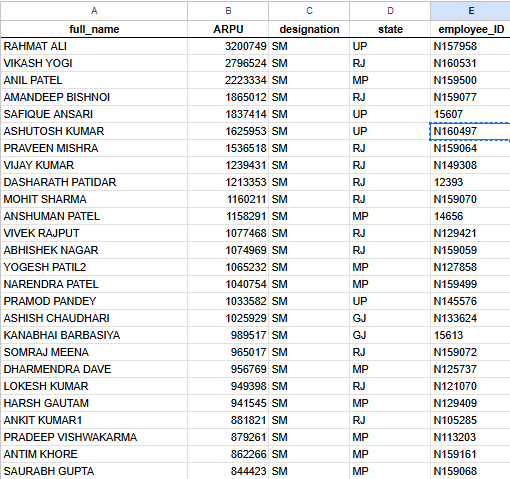 A B C D E
full_name ARPU designation state employee_ID
RAHMAT ALI 3200749 SM UP N157958
VIKASH YOGI 2796524 SM RJ N160531
ANIL PATEL 2223334 SM MP N159500
AMANDEEP BISHNOI 1865012 SM RJ N159077
SAFIQUE ANSARI 1837414 SM UP 15607
ASHUTOSH KUMAR 1625953 SM UP N160497
PRAVEEN MISHRA 1536518 SM RJ N159064
VIJAY KUMAR 1239431 SM RJ N149308
DASHARATH PATIDAR 1213353 SM RJ 12393
MOHIT SHARMA 1160211 SM RJ N159070
ANSHUMAN PATEL 1158291 SM MP 14656
VIVEK RAJPUT 1077468 SM RJ N129421
ABHISHEK NAGAR 1074969 SM RJ N159059
YOGESH PATIL2 1065232 SM MP N127858
NARENDRA PATEL 1040754 SM MP N159499
PRAMOD PANDEY 1033582 SM UP N145576
ASHISH CHAUDHARI 1025929 SM GJ N133624
KANABHAI BARBASIYA 989517 SM GJ 15613
SOMRAJ MEENA 965017 SM RJ N159072
DHARMENDRA DAVE 956769 SM MP N125737
LOKESH KUMAR 949398 SM RJ N121070
HARSH GAUTAM 941545 SM MP N129409
ANKIT KUMAR1 881821 SM RJ N105285
PRADEEP VISHWAKARMA 879261 SM MP N113203
ANTIM KHORE 862266 SM MP N159161
SAURABH GUPTA 844423 SM MP N159068